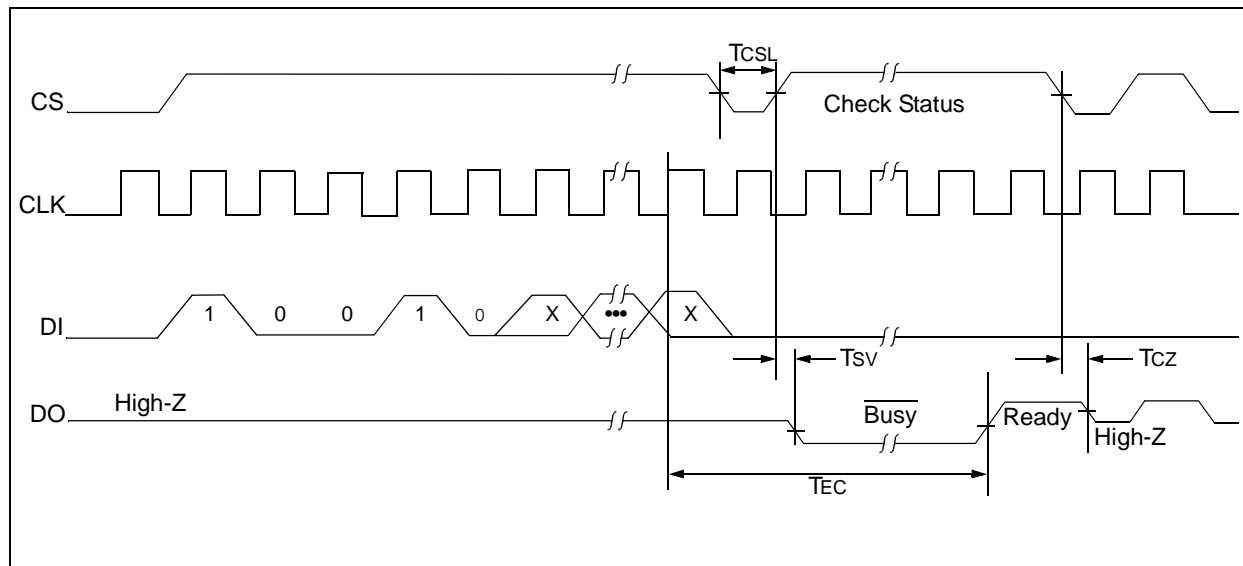 TCSL
CS
Check Status
CLK
DI
1 0 0 1 0 X ••• X
TSV
TCZ
DO
High-Z
Busy
Ready
High-Z
TEC